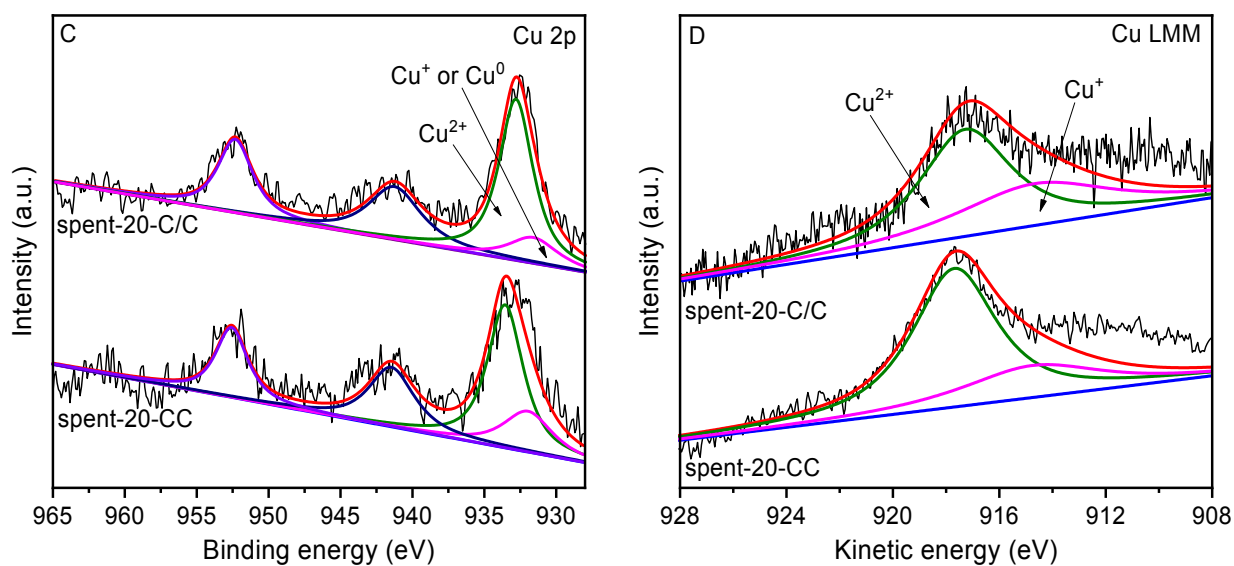 C
Cu 2p
Cu⁺ or Cu⁰
Cu²⁺
spent-20-C/C
spent-20-CC
Intensity (a.u.)
965 960 955 950 945 940 935 930
Binding energy (eV)
D
Cu LMM
Cu²⁺
Cu⁺
spent-20-C/C
spent-20-CC
Intensity (a.u.)
928 924 920 916 912 908
Kinetic energy (eV)